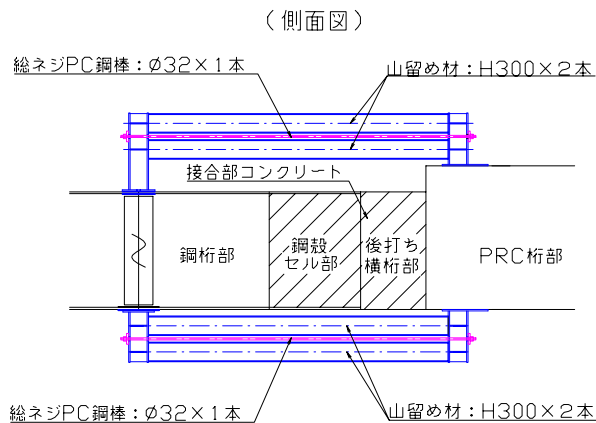 （側面図）
総ネジPC鋼棒：Ø32×1本
山留め材：H300×2本
接合部コンクリート
鋼桁部
鋼殻
セル部
後打ち
横桁部
PRC桁部
総ネジPC鋼棒：Ø32×1本
山留め材：H300×2本